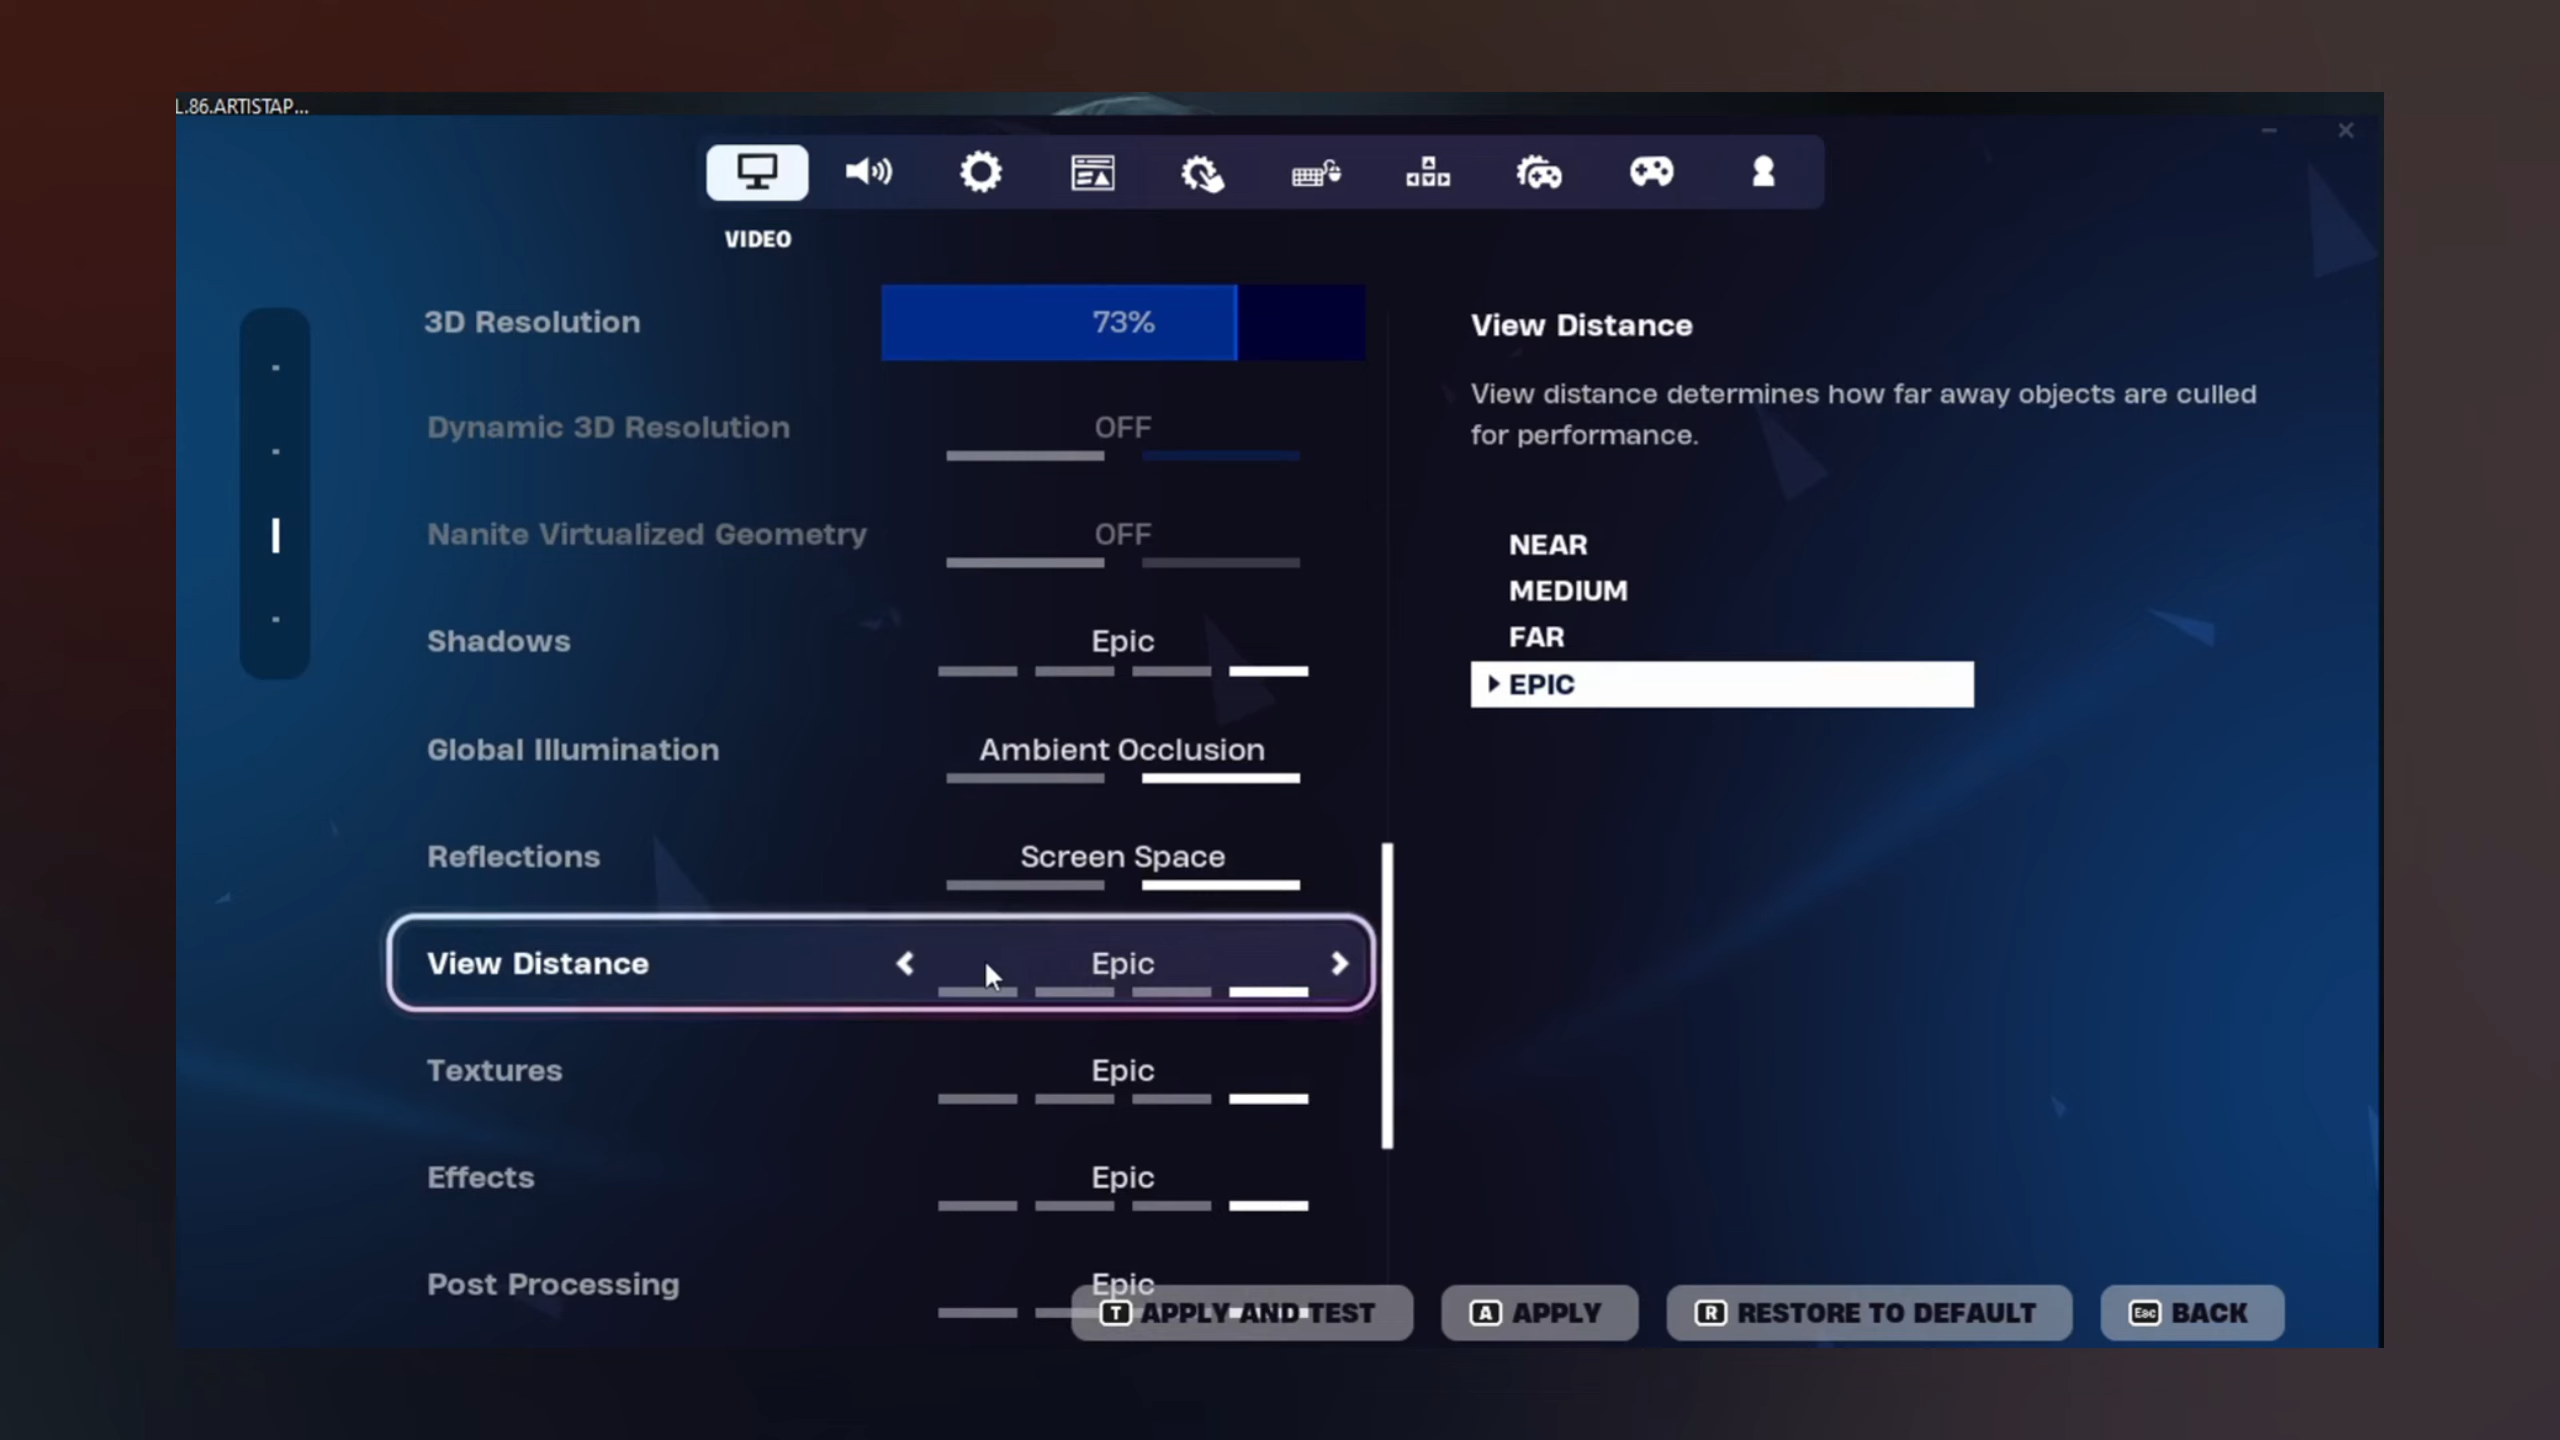 L.86.ARTISTAP...
VIDEO
3D Resolution
73%
Dynamic 3D Resolution
OFF
Nanite Virtualized Geometry
OFF
Shadows
Epic
Global Illumination
Ambient Occlusion
Reflections
Screen Space
View Distance
Epic
Textures
Epic
Effects
Epic
Post Processing
Epic
View Distance
View distance determines how far away objects are culled
for performance.
NEAR
MEDIUM
FAR
EPIC
T APPLY AND TEST
A APPLY
R RESTORE TO DEFAULT
Esc BACK